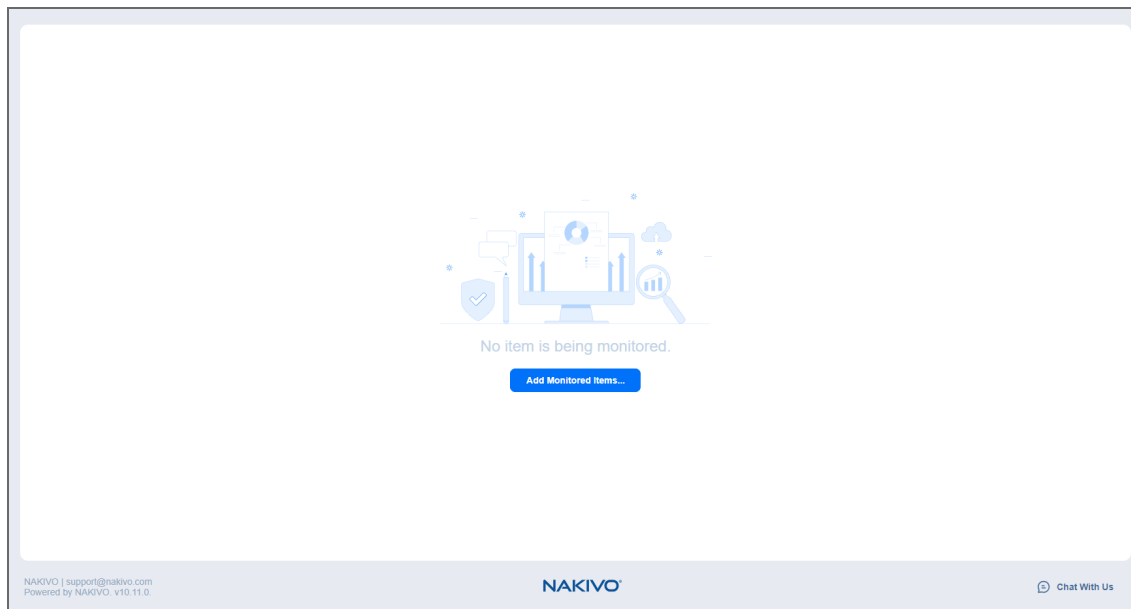 No item is being monitored.
Add Monitored Items...
NAKIVO | support@nakivo.com
Powered by NAKIVO. v10.11.0.
NAKIVO
Chat With Us